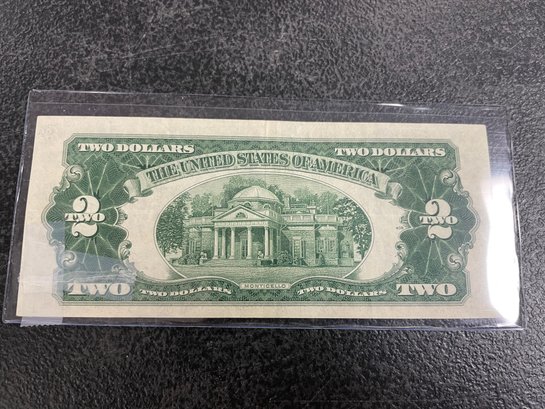 TWO DOLLARS TWO DOLLARS
THE UNITED STATES OF AMERICA
2 2
TWO TWO
MONTICELLO
TWO TWO DOLLARS TWO DOLLARS TWO